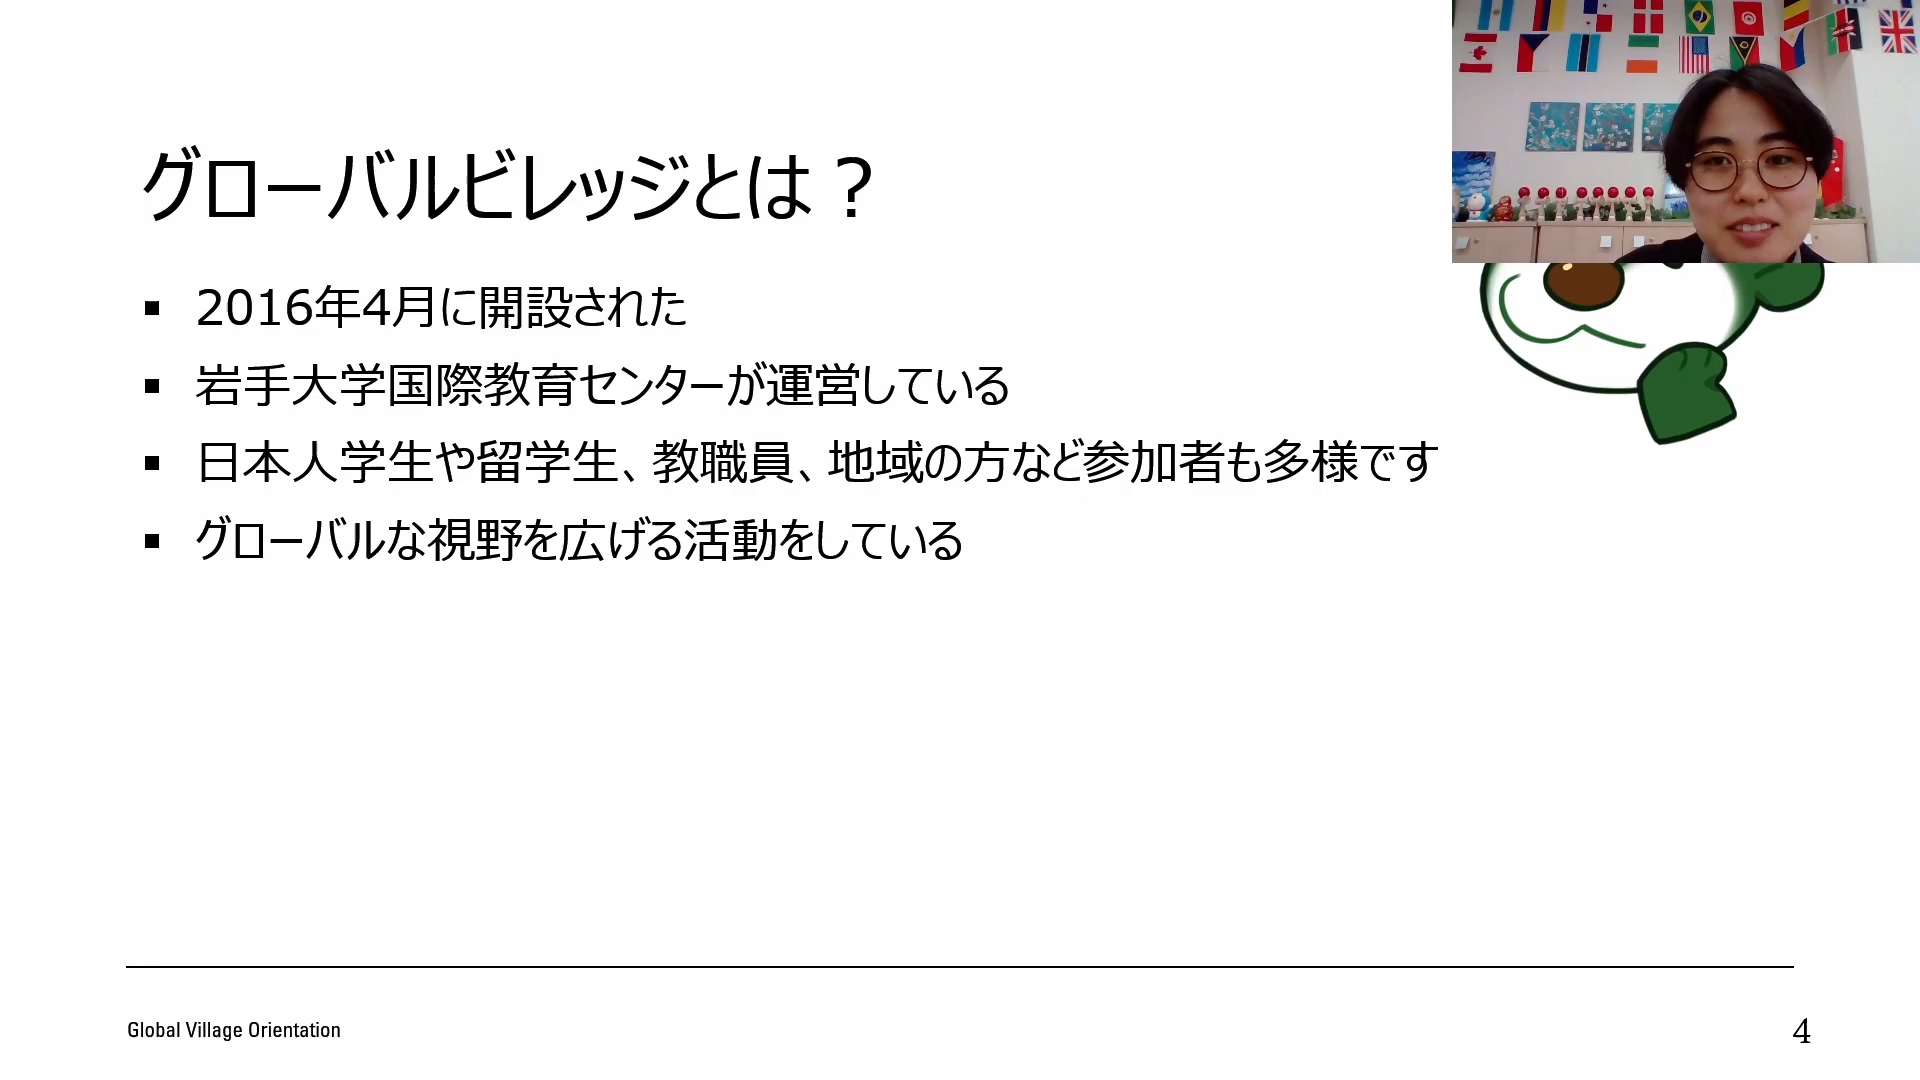 グローバルビレッジとは？
▪ 2016年4月に開設された
▪ 岩手大学国際教育センターが運営している
▪ 日本人学生や留学生、教職員、地域の方など参加者も多様です
▪ グローバルな視野を広げる活動をしている
Global Village Orientation
4